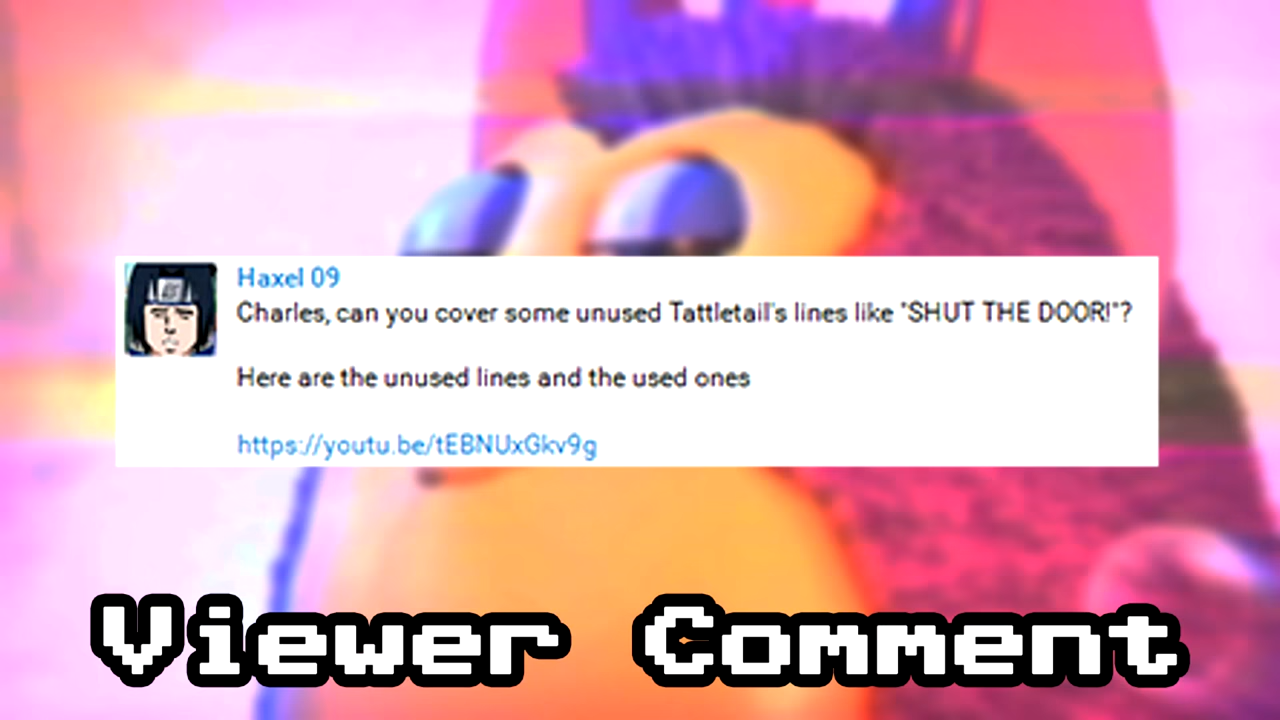 Haxel 09
Charles, can you cover some unused Tattletail's lines like "SHUT THE DOOR!"?
Here are the unused lines and the used ones
https://youtu.be/tEBNUxGkv9g
Viewer Comment